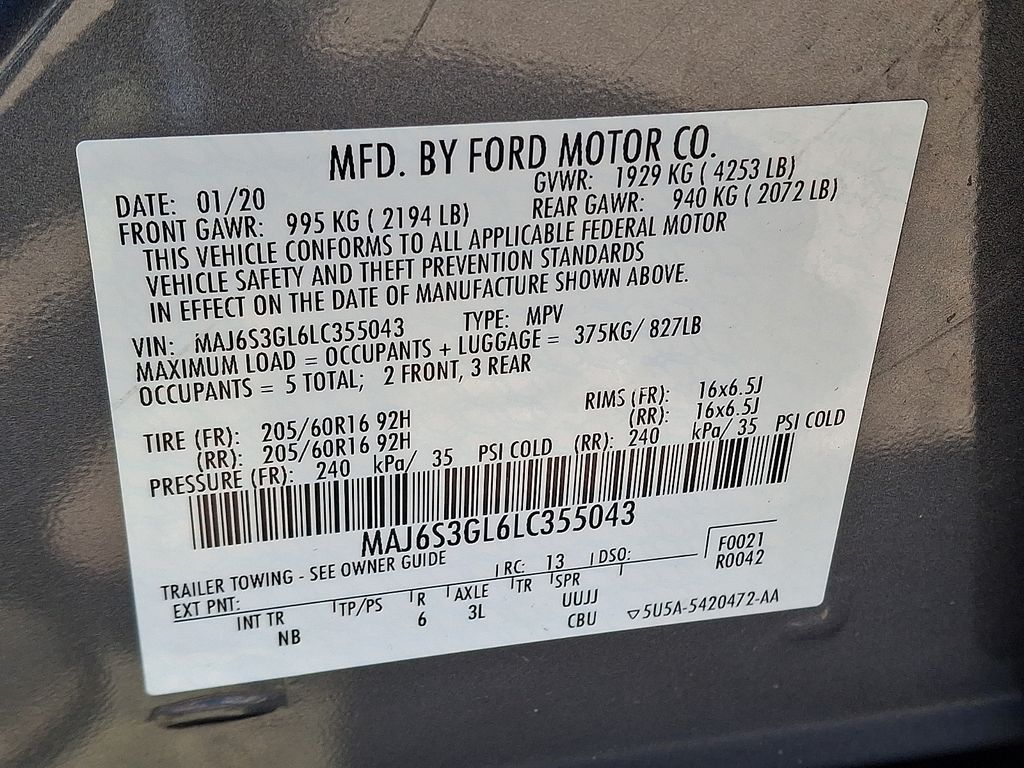 MFD. BY FORD MOTOR CO.
DATE: 01/20 GVWR: 1929 KG ( 4253 LB)
FRONT GAWR: 995 KG ( 2194 LB) REAR GAWR: 940 KG ( 2072 LB)
THIS VEHICLE CONFORMS TO ALL APPLICABLE FEDERAL MOTOR
VEHICLE SAFETY AND THEFT PREVENTION STANDARDS
IN EFFECT ON THE DATE OF MANUFACTURE SHOWN ABOVE.
VIN: MAJ6S3GL6LC355043 TYPE: MPV
MAXIMUM LOAD = OCCUPANTS + LUGGAGE = 375KG/ 827LB
OCCUPANTS = 5 TOTAL; 2 FRONT, 3 REAR
TIRE (FR): 205/60R16 92H RIMS (FR): 16x6.5J
(RR): 205/60R16 92H (RR): 16x6.5J
PRESSURE (FR): 240 kPa/ 35 PSI COLD (RR): 240 kPa/ 35 PSI COLD
MAJ6S3GL6LC355043
TRAILER TOWING - SEE OWNER GUIDE
EXT PNT: RC: 13 DSO: F0021
R0042
INT TR TP/PS R AXLE TR SPR
NB 6 3L UUJJ
CBU ▽5U5A-5420472-AA